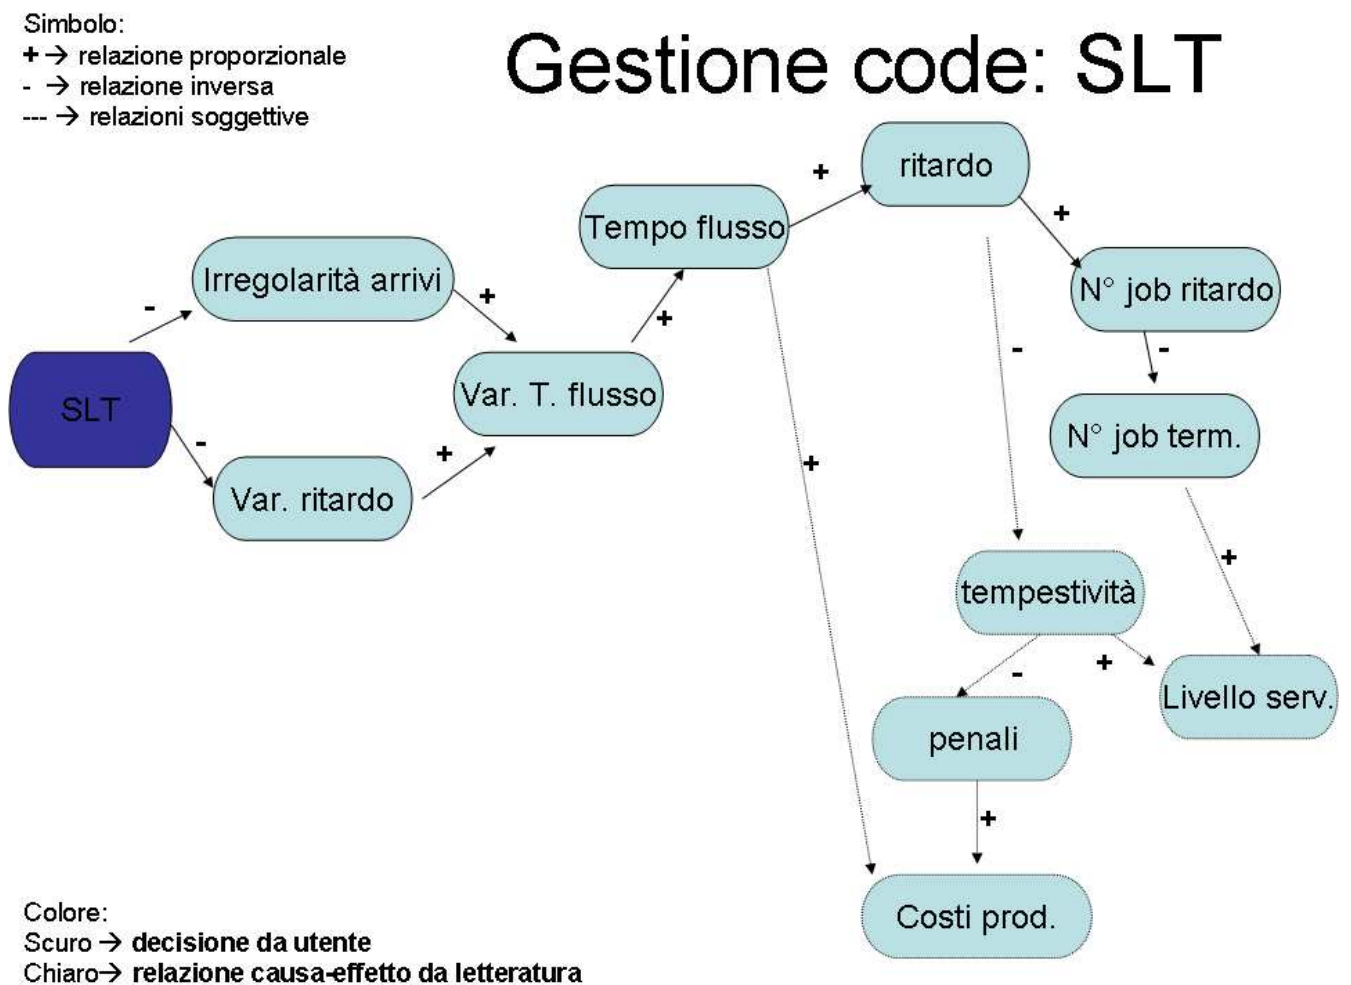 Simbolo:
+ → relazione proporzionale
- → relazione inversa
--- → relazioni soggettive
Gestione code: SLT
ritardo
+
Tempo flusso
+
N° job ritardo
Irregolarità arrivi
-
+
+
-
-
SLT
Var. T. flusso
N° job term.
-
+
+
Var. ritardo
+
tempestività
-
+
Livello serv.
penali
+
Costi prod.
Colore:
Scuro → decisione da utente
Chiaro→ relazione causa-effetto da letteratura